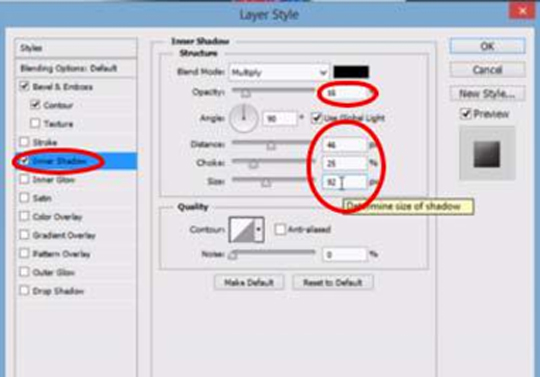 Layer Style
Styles
Blending Options: Default
Bevel & Emboss
Contour
Texture
Stroke
Inner Shadow
Inner Glow
Satin
Color Overlay
Gradient Overlay
Pattern Overlay
Outer Glow
Drop Shadow
Inner Shadow
Structure
Blend Mode: Multiply
Opacity: %
Angle: 90 ° Use Global Light
Distance: 46 px
Choke: 25 %
Size: 92 px
Determine size of shadow
Quality
Contour: Anti-aliased
Noise: 0 %
Make Default Reset to Default
OK
Cancel
New Style...
Preview